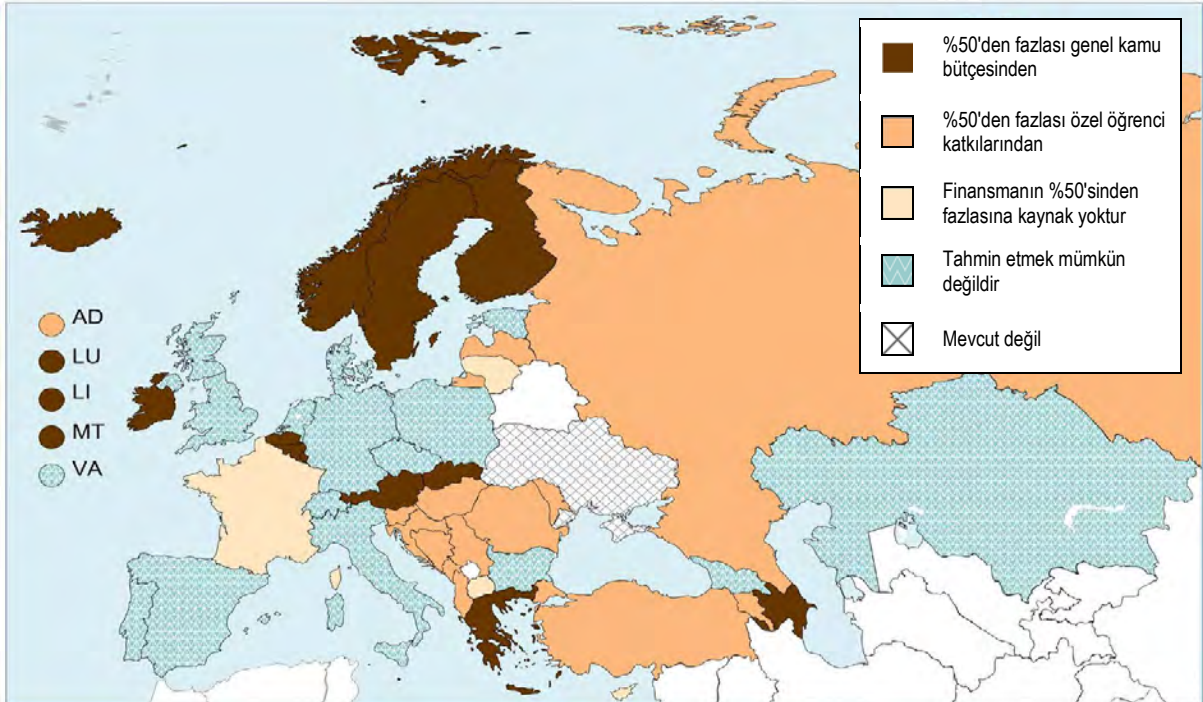 %50'den fazlası genel kamu
bütçesinden
%50'den fazlası özel öğrenci
katkılarından
Finansmanın %50'sinden
fazlasına kaynak yoktur
Tahmin etmek mümkün
değildir
Mevcut değil
AD
LU
LI
MT
VA